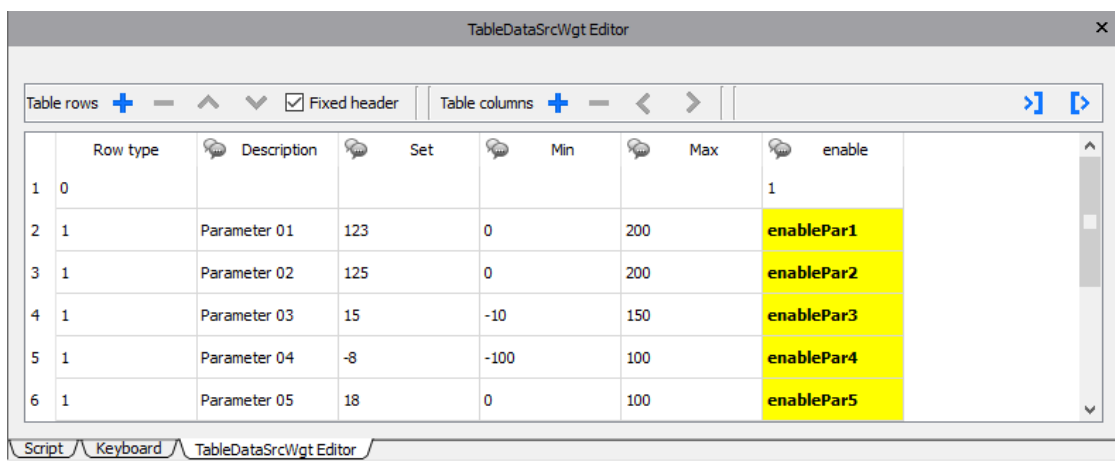 TableDataSrcWgt Editor
Table rows Fixed header Table columns
Row type Description Set Min Max enable
1 0 1
2 1 Parameter 01 123 0 200 enablePar1
3 1 Parameter 02 125 0 200 enablePar2
4 1 Parameter 03 15 -10 150 enablePar3
5 1 Parameter 04 -8 -100 100 enablePar4
6 1 Parameter 05 18 0 100 enablePar5
Script Keyboard TableDataSrcWgt Editor